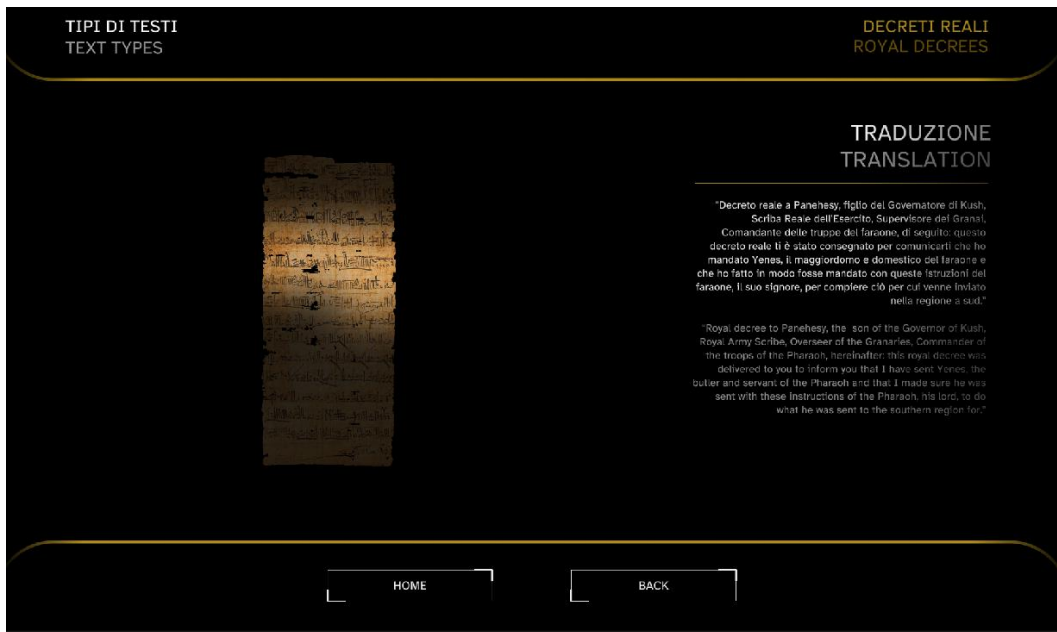 TIPI DI TESTI
TEXT TYPES
DECRETI REALI
ROYAL DECREES
TRADUZIONE
TRANSLATION
"Decreto reale a Panehesy, figlio del Governatore di Kush,
Scriba Reale dell'Esercito, Supervisore dei Granai,
Comandante delle truppe del faraone, di seguito: questo
decreto reale ti è stato consegnato per comunicarti che ho
mandato Yenes, il maggiordomo e domestico del faraone e
che ho fatto in modo fosse mandato con queste istruzioni del
faraone, il suo signore, per compiere ciò per cui venne inviato
nella regione a sud."
"Royal decree to Panehesy, the son of the Governor of Kush,
Royal Army Scribe, Overseer of the Granaries, Commander of
the troops of the Pharaoh, hereinafter: this royal decree was
delivered to you to inform you that I have sent Yenes, the
butler and servant of the Pharaoh and that I made sure he was
sent with these instructions of the Pharaoh, his lord, to do
what he was sent to the southern region for."
HOME
BACK